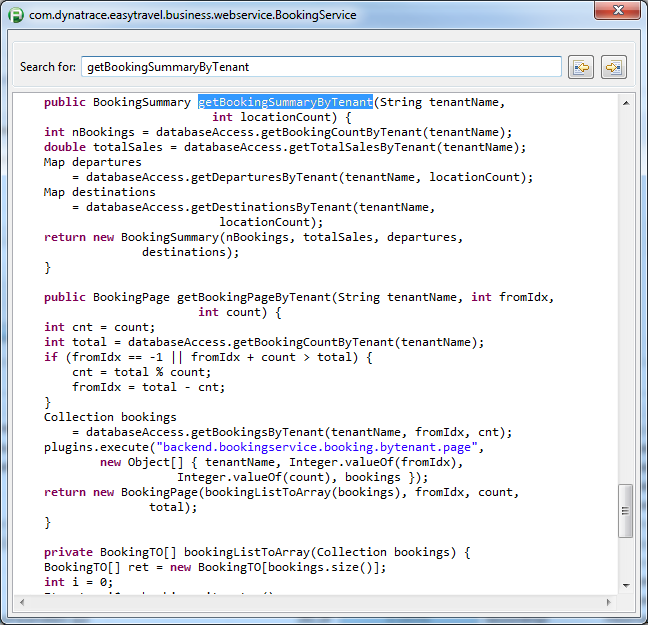 com.dynatrace.easytravel.business.webservice.BookingService
Search for: getBookingSummaryByTenant
public BookingSummary getBookingSummaryByTenant(String tenantName,
int locationCount) {
int nBookings = databaseAccess.getBookingCountByTenant(tenantName);
double totalSales = databaseAccess.getTotalSalesByTenant(tenantName);
Map departures
= databaseAccess.getDeparturesByTenant(tenantName, locationCount);
Map destinations
= databaseAccess.getDestinationsByTenant(tenantName,
locationCount);
return new BookingSummary(nBookings, totalSales, departures,
destinations);
}
public BookingPage getBookingPageByTenant(String tenantName, int fromIdx,
int count) {
int cnt = count;
int total = databaseAccess.getBookingCountByTenant(tenantName);
if (fromIdx == -1 || fromIdx + count > total) {
cnt = total % count;
fromIdx = total - cnt;
}
Collection bookings
= databaseAccess.getBookingsByTenant(tenantName, fromIdx, cnt);
plugins.execute("backend.bookingservice.booking.bytenant.page",
new Object[] { tenantName, Integer.valueOf(fromIdx),
Integer.valueOf(count), bookings });
return new BookingPage(bookingListToArray(bookings), fromIdx, count,
total);
}
private BookingTO[] bookingListToArray(Collection bookings) {
BookingTO[] ret = new BookingTO[bookings.size()];
int i = 0;